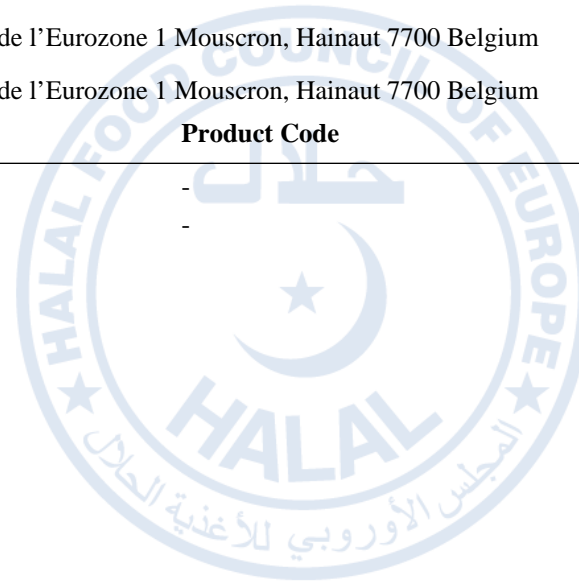 de l’Eurozone 1 Mouscron, Hainaut 7700 Belgium
de l’Eurozone 1 Mouscron, Hainaut 7700 Belgium
Product Code
-
-
HALAL FOOD COUNCIL OF EUROPE
حلال
HALAL
المجلس الأوروبي للأغذية الحلال